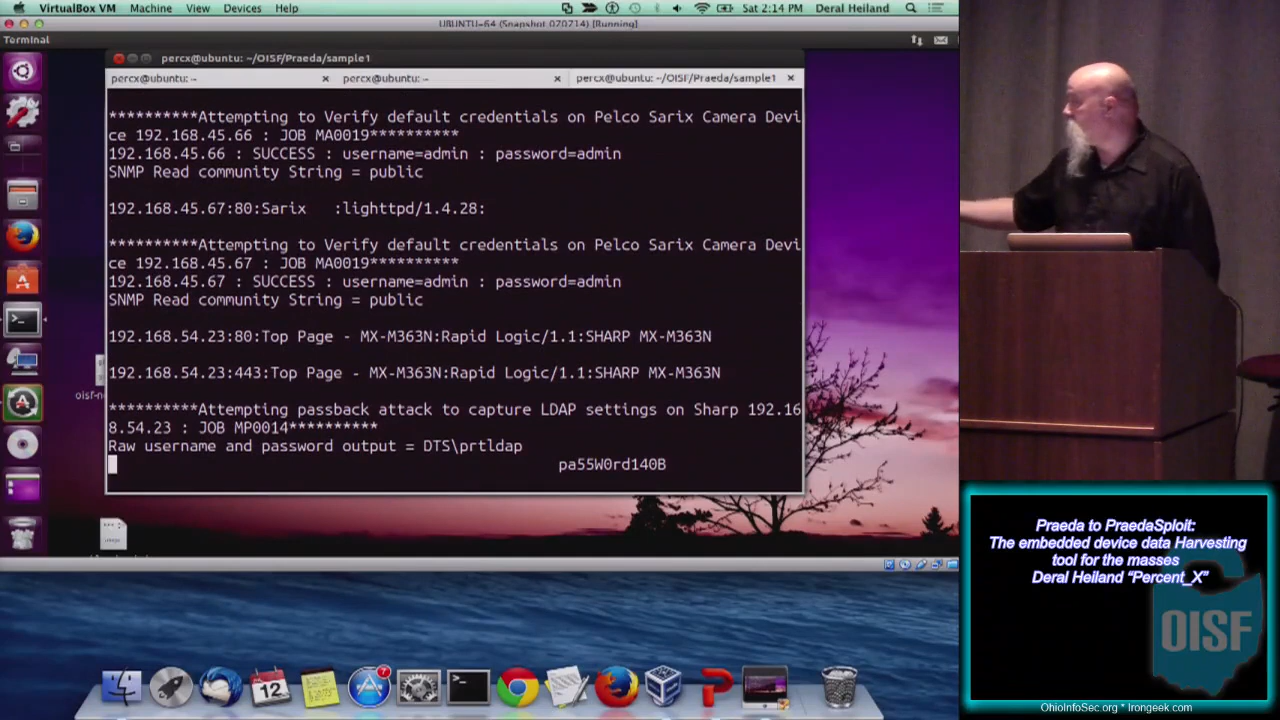 VirtualBox VM Machine View Devices Help
Sat 2:14 PM Deral Heiland
UBUNTU-64 (Snapshot 070714) [Running]
Terminal
percx@ubuntu: ~/OISF/Praeda/sample1
percx@ubuntu: ~ × percx@ubuntu: ~ × percx@ubuntu: ~/OISF/Praeda/sample1 ×
**********Attempting to Verify default credentials on Pelco Sarix Camera Devi
ce 192.168.45.66 : JOB MA0019**********
192.168.45.66 : SUCCESS : username=admin : password=admin
SNMP Read community String = public
192.168.45.67:80:Sarix :lighttpd/1.4.28:
**********Attempting to Verify default credentials on Pelco Sarix Camera Devi
ce 192.168.45.67 : JOB MA0019**********
192.168.45.67 : SUCCESS : username=admin : password=admin
SNMP Read community String = public
192.168.54.23:80:Top Page - MX-M363N:Rapid Logic/1.1:SHARP MX-M363N
192.168.54.23:443:Top Page - MX-M363N:Rapid Logic/1.1:SHARP MX-M363N
**********Attempting passback attack to capture LDAP settings on Sharp 192.16
8.54.23 : JOB MP0014**********
Raw username and password output = DTS\prtldap
pa55W0rd140B
12
7
Praeda to PraedaSploit:
The embedded device data Harvesting
tool for the masses
Deral Heiland “Percent_X”
OISF
OhioInfoSec.org * Irongeek.com